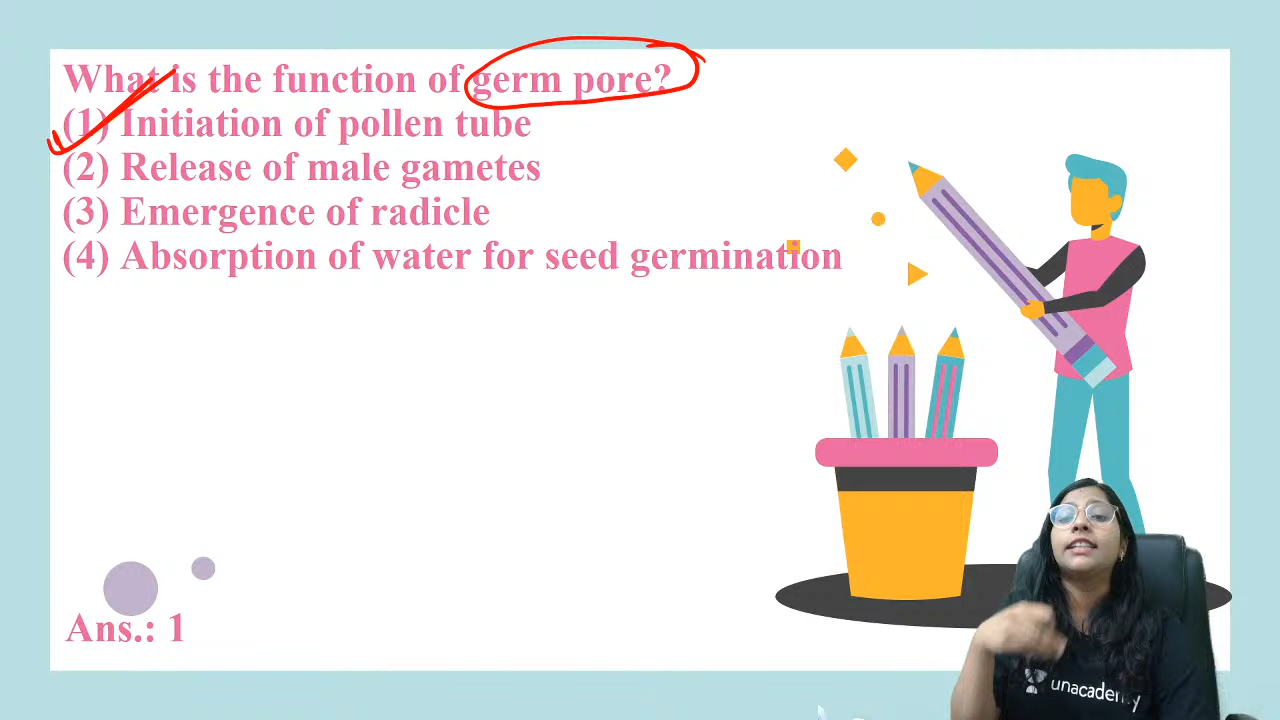 What is the function of germ pore?
(1) Initiation of pollen tube
(2) Release of male gametes
(3) Emergence of radicle
(4) Absorption of water for seed germination
Ans.: 1
unacademy